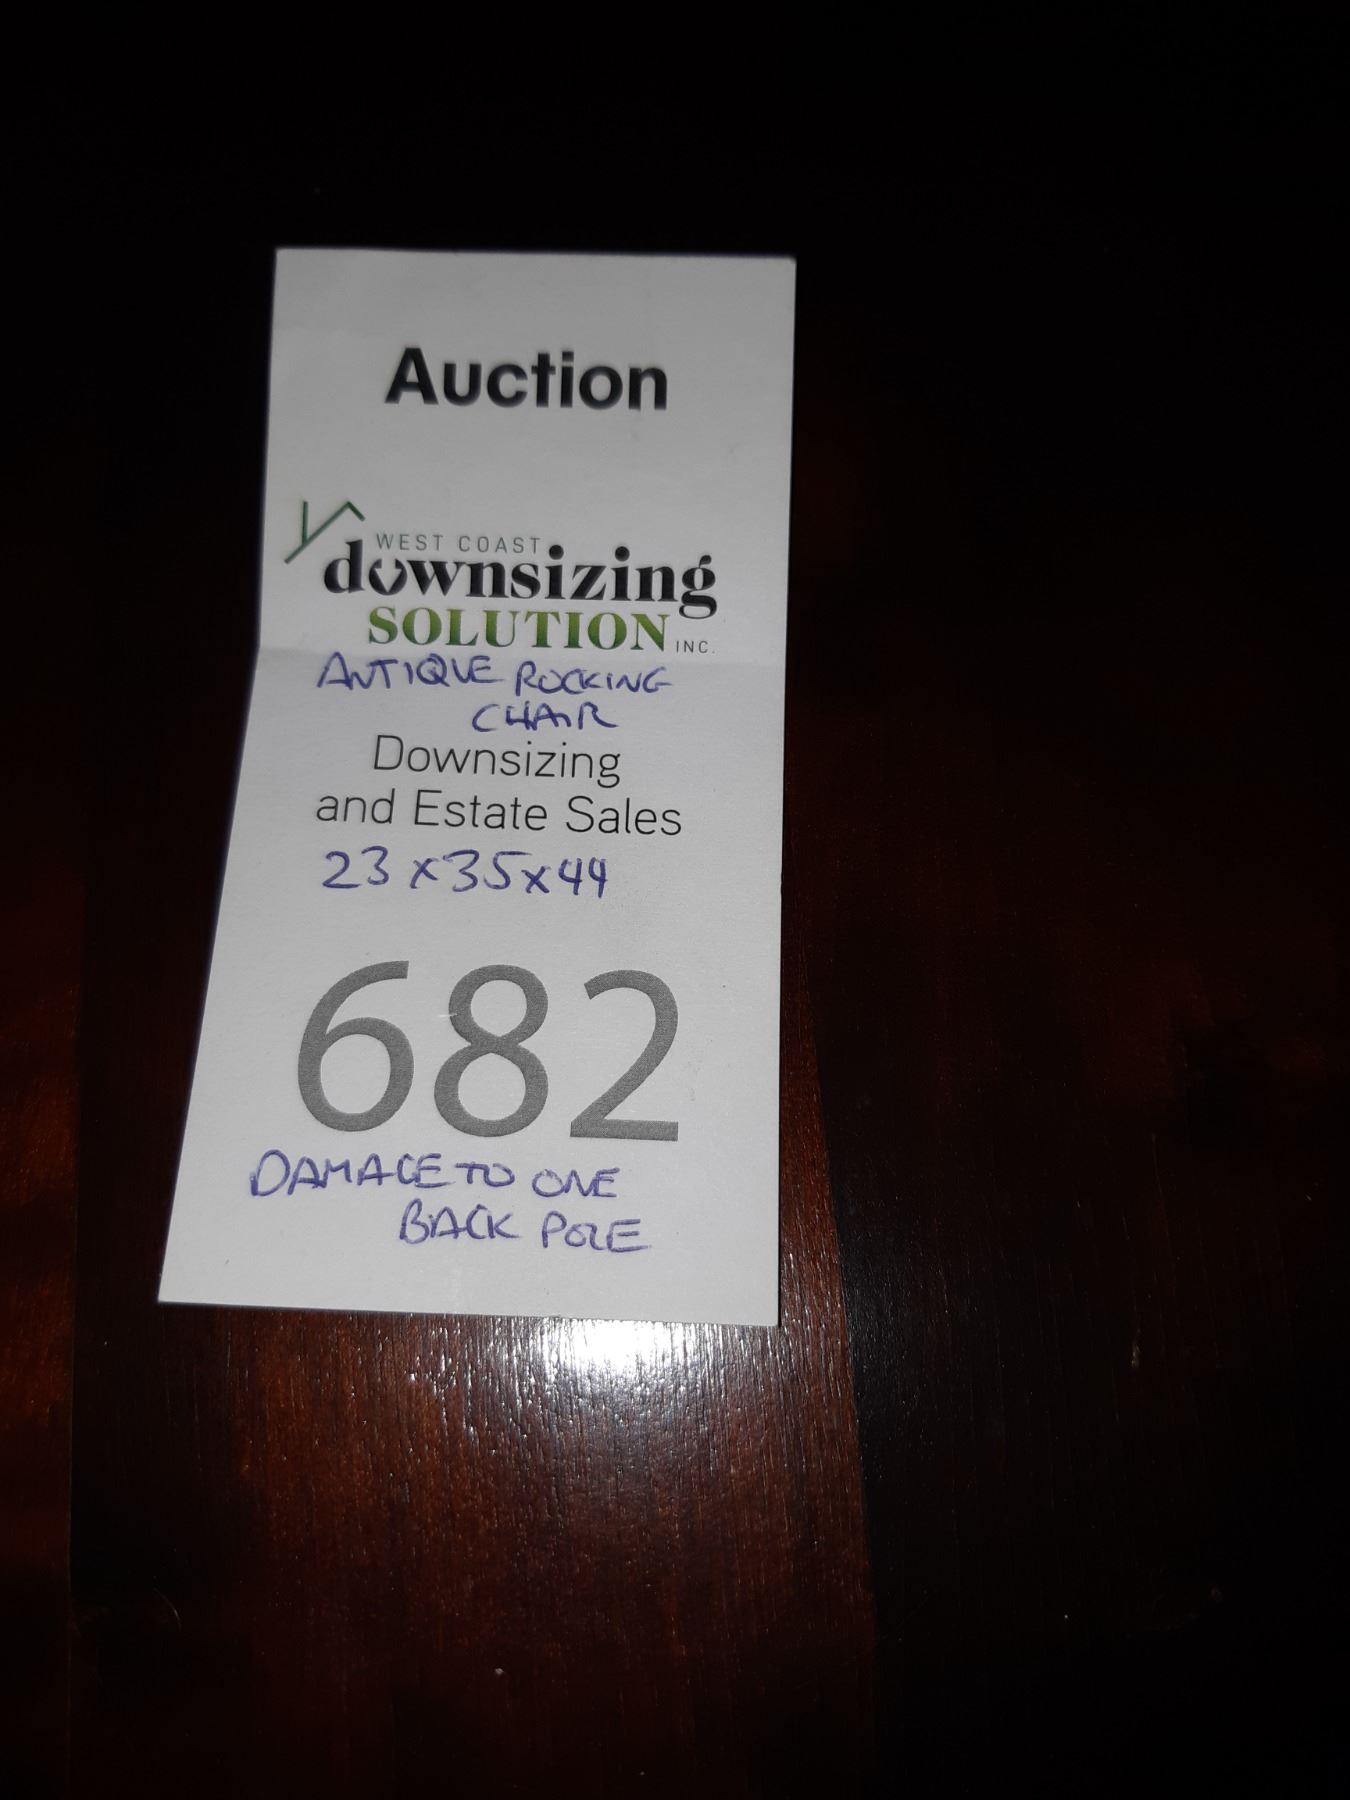 Auction
WEST COAST
downsizing
SOLUTION INC.
ANTIQUE ROCKING
CHAIR
Downsizing
and Estate Sales
23 x 35 x 44
682
DAMAGE TO ONE
BACK POLE